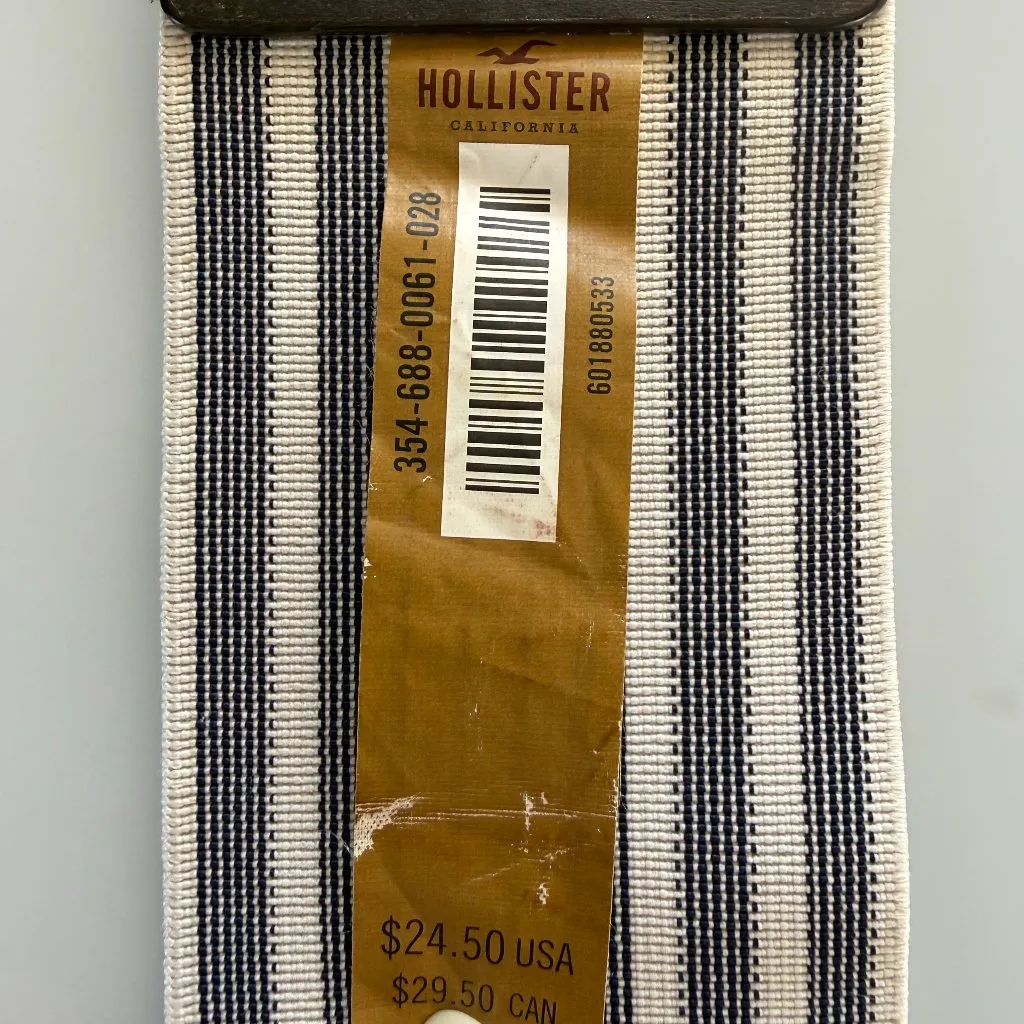 HOLLISTER
CALIFORNIA
354-688-0061-028
601880533
$24.50 USA
$29.50 CAN